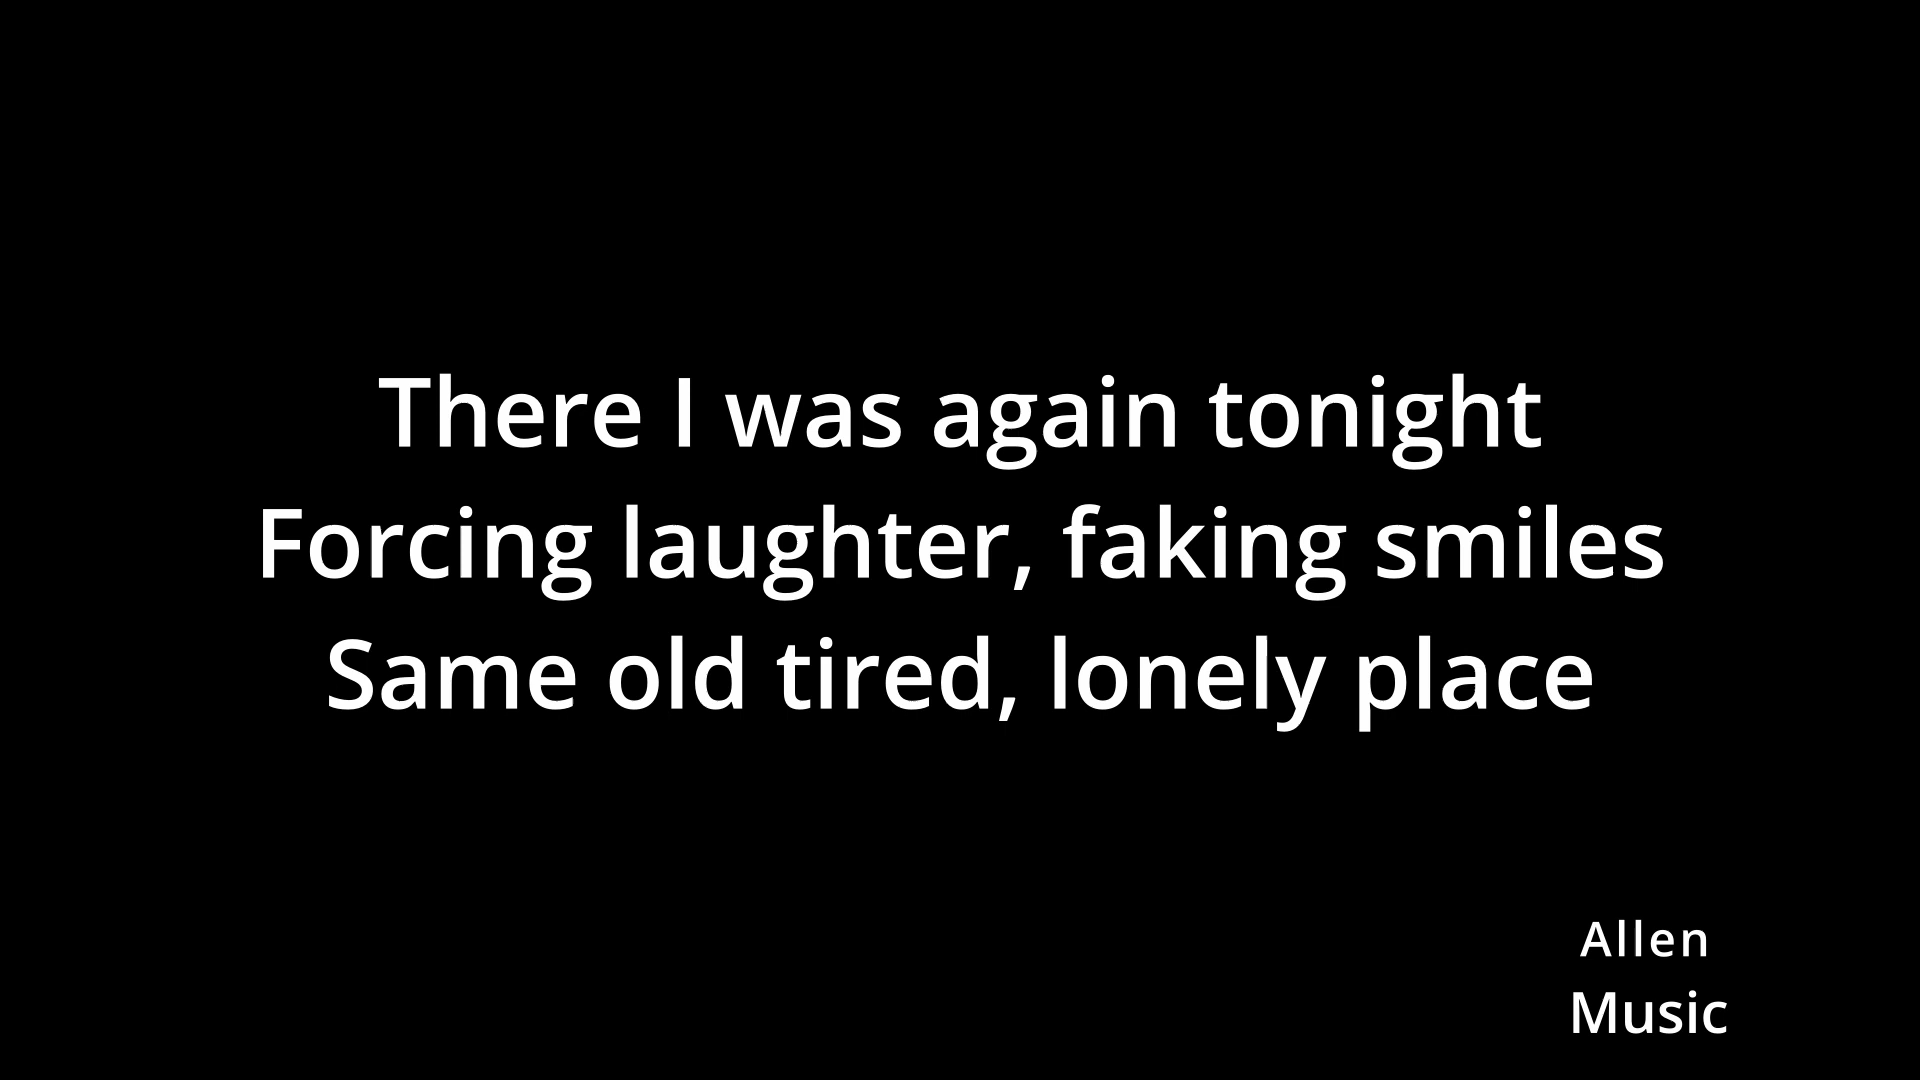 There I was again tonight
Forcing laughter, faking smiles
Same old tired, lonely place
Allen
Music